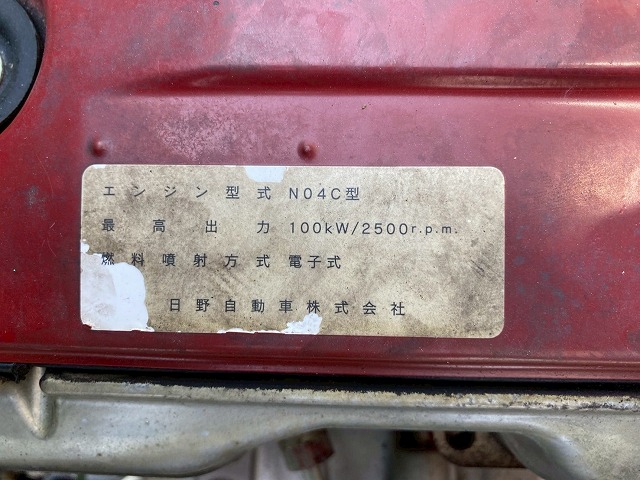 エンジン型式 N04C型
最高出力 100kW/2500r.p.m.
燃料噴射方式 電子式
日野自動車株式会社